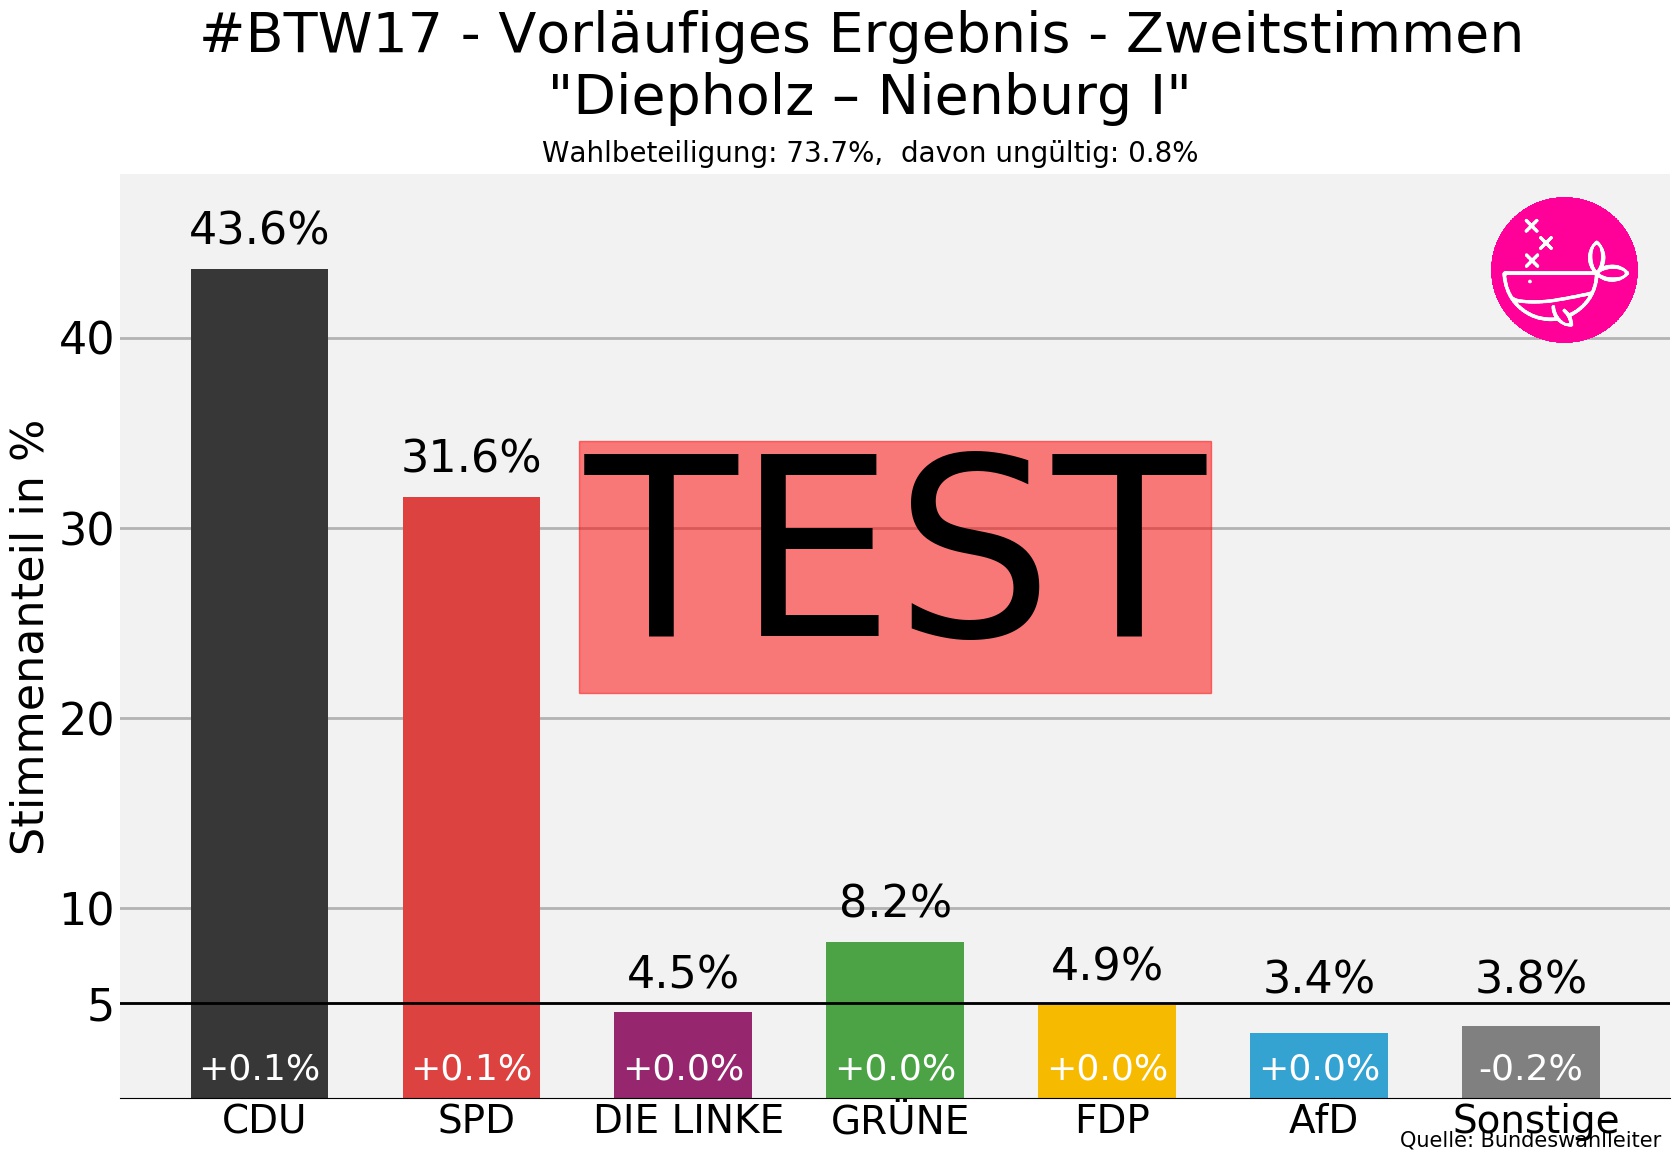 #BTW17 - Vorläufiges Ergebnis - Zweitstimmen
"Diepholz – Nienburg I"
Wahlbeteiligung: 73.7%,  davon ungültig: 0.8%
Stimmenanteil in %
40
30
20
10
5
43.6%
31.6%
4.5%
8.2%
4.9%
3.4%
3.8%
TEST
+0.1%
+0.1%
+0.0%
+0.0%
+0.0%
+0.0%
-0.2%
CDU
SPD
DIE LINKE
GRÜNE
FDP
AfD
Sonstige
Quelle: Bundeswahlleiter